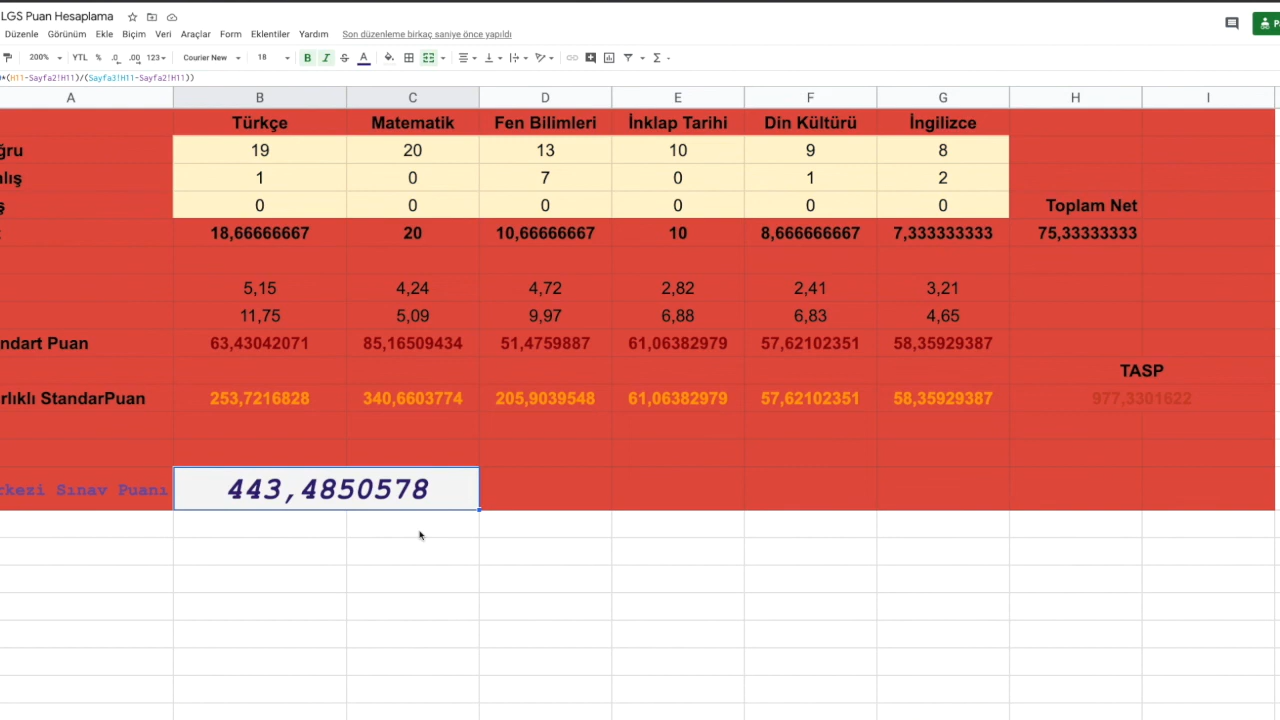 LGS Puan Hesaplama
Düzenle Görünüm Ekle Biçim Veri Araçlar Form Eklentiler Yardım Son düzenleme birkaç saniye önce yapıldı
200% YTL % .0 .00 123 Courier New 18 B I S A Σ
*(H11-Sayfa2!H11)/(Sayfa3!H11-Sayfa2!H11))
A B C D E F G H I
Türkçe Matematik Fen Bilimleri İnklap Tarihi Din Kültürü İngilizce
ğru 19 20 13 10 9 8
lış 1 0 7 0 1 2
ş 0 0 0 0 0 0 Toplam Net
18,66666667 20 10,66666667 10 8,666666667 7,333333333 75,33333333
5,15 4,24 4,72 2,82 2,41 3,21
11,75 5,09 9,97 6,88 6,83 4,65
ndart Puan 63,43042071 85,16509434 51,4759887 61,06382979 57,62102351 58,35929387
TASP
rlıklı StandarPuan 253,7216828 340,6603774 205,9039548 61,06382979 57,62102351 58,35929387 977,3301622
rkezi Sınav Puanı 443,4850578